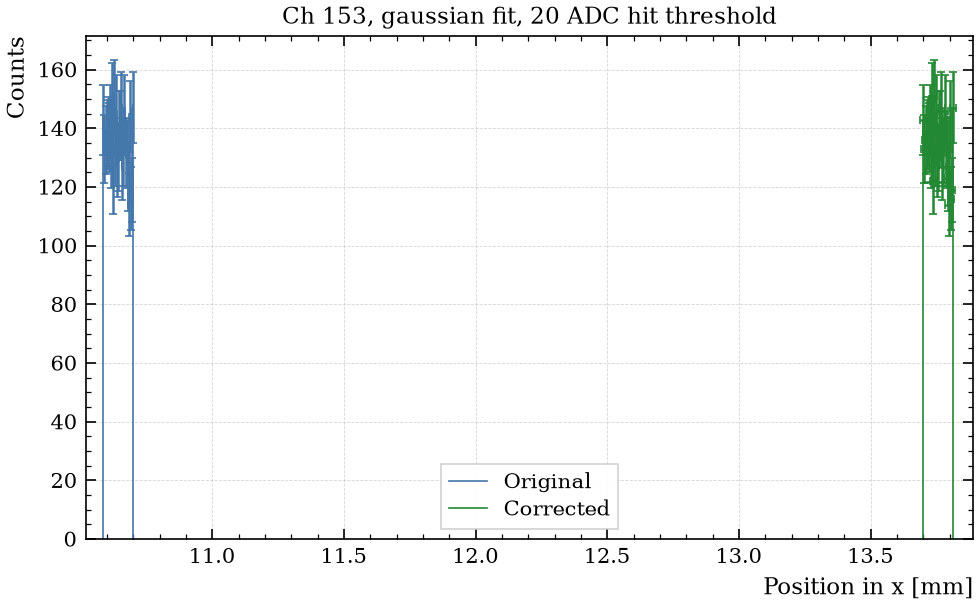 Ch 153, gaussian fit, 20 ADC hit threshold
Counts
160
140
120
100
80
60
40
20
0
Original
Corrected
11.0 11.5 12.0 12.5 13.0 13.5
Position in x [mm]